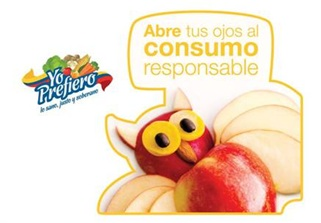 Abre tus ojos al
consumo
responsable
Yo
Prefiero
lo sano, justo y soberano